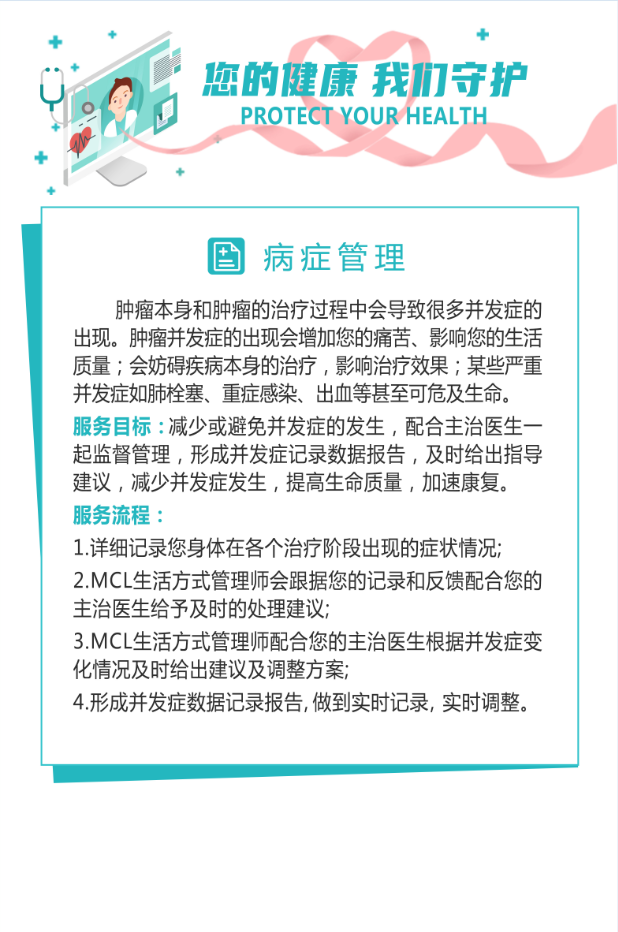 您的健康 我们守护
PROTECT YOUR HEALTH
病症管理
肿瘤本身和肿瘤的治疗过程中会导致很多并发症的
出现。肿瘤并发症的出现会增加您的痛苦、影响您的生活
质量；会妨碍疾病本身的治疗，影响治疗效果；某些严重
并发症如肺栓塞、重症感染、出血等甚至可危及生命。
服务目标：减少或避免并发症的发生，配合主治医生一
起监督管理，形成并发症记录数据报告，及时给出指导
建议，减少并发症发生，提高生命质量，加速康复。
服务流程：
1.详细记录您身体在各个治疗阶段出现的症状情况;
2.MCL生活方式管理师会跟据您的记录和反馈配合您的
主治医生给予及时的处理建议;
3.MCL生活方式管理师配合您的主治医生根据并发症变
化情况及时给出建议及调整方案;
4.形成并发症数据记录报告, 做到实时记录, 实时调整。